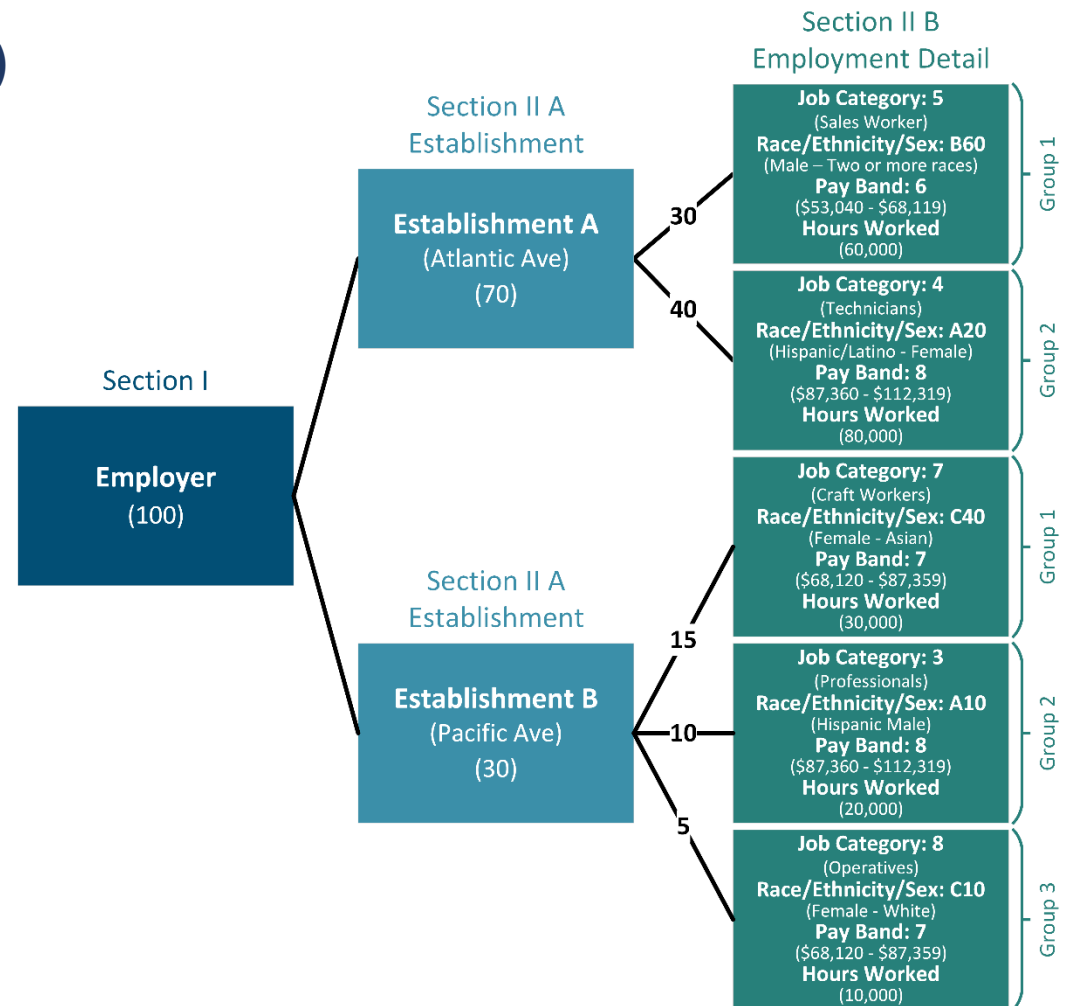 Section II B
Employment Detail
Section II A
Establishment
Establishment A
(Atlantic Ave)
(70)
30
40
Job Category: 5
(Sales Worker)
Race/Ethnicity/Sex: B60
(Male – Two or more races)
Pay Band: 6
($53,040 - $68,119)
Hours Worked
(60,000)
Group 1
Job Category: 4
(Technicians)
Race/Ethnicity/Sex: A20
(Hispanic/Latino - Female)
Pay Band: 8
($87,360 - $112,319)
Hours Worked
(80,000)
Group 2
Section I
Employer
(100)
Section II A
Establishment
Establishment B
(Pacific Ave)
(30)
15
10
5
Job Category: 7
(Craft Workers)
Race/Ethnicity/Sex: C40
(Female - Asian)
Pay Band: 7
($68,120 - $87,359)
Hours Worked
(30,000)
Group 1
Job Category: 3
(Professionals)
Race/Ethnicity/Sex: A10
(Hispanic Male)
Pay Band: 8
($87,360 - $112,319)
Hours Worked
(20,000)
Group 2
Job Category: 8
(Operatives)
Race/Ethnicity/Sex: C10
(Female - White)
Pay Band: 7
($68,120 - $87,359)
Hours Worked
(10,000)
Group 3